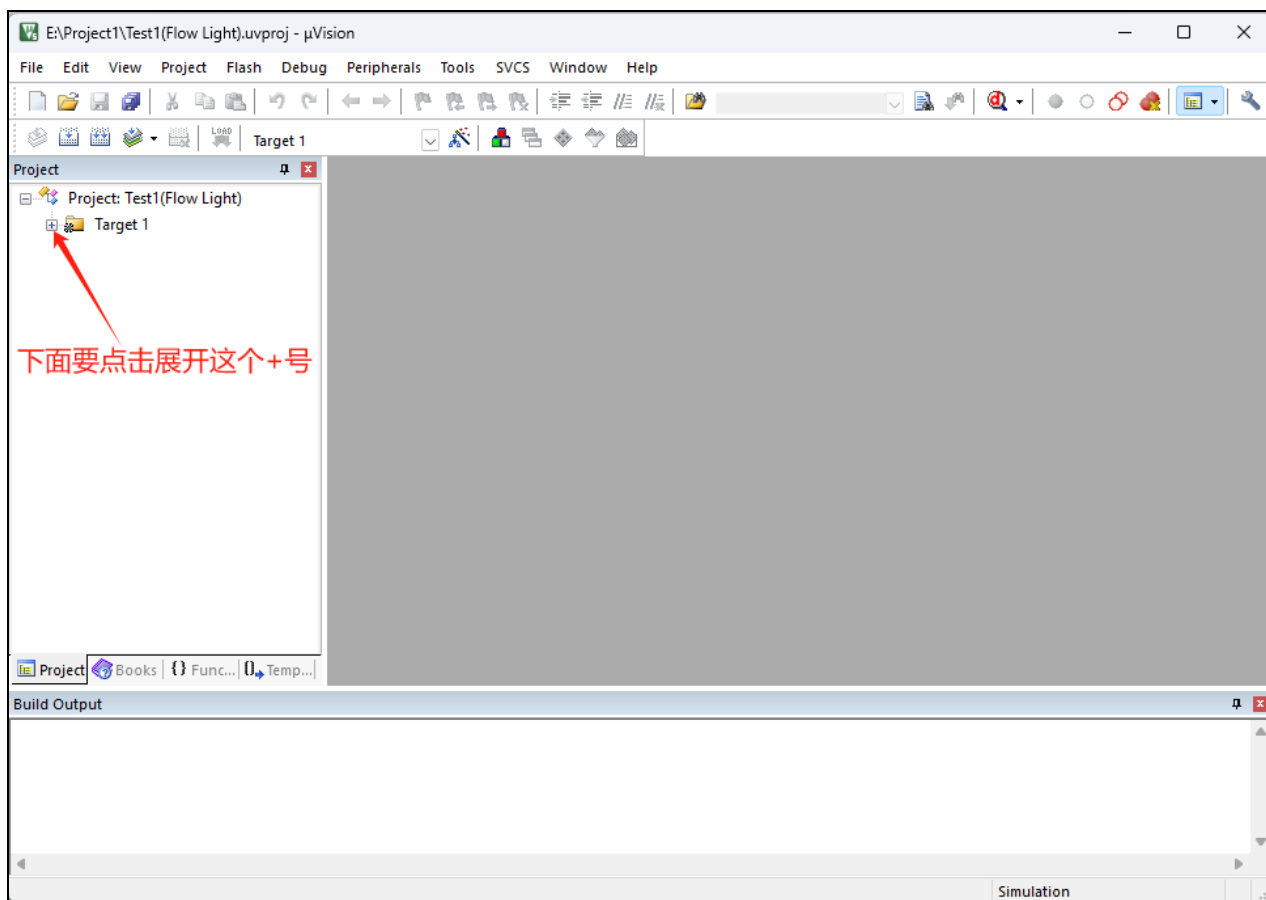 E:\Project1\Test1(Flow Light).uvproj - µVision
File Edit View Project Flash Debug Peripherals Tools SVCS Window Help
LOAD Target 1
Project
Project: Test1(Flow Light)
Target 1
下面要点击展开这个+号
Project Books {} Func... Temp...
Build Output
Simulation